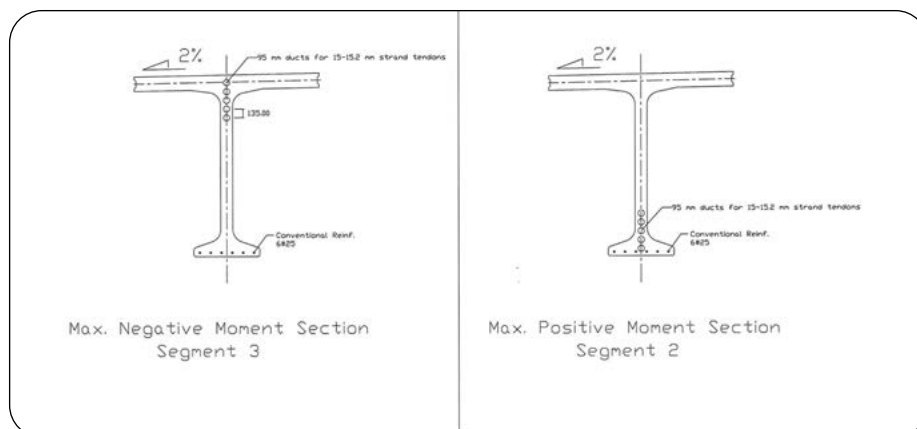 2%
95 mm ducts for 15-15.2 mm strand tendons
135.00
Conventional Reinf.
6#25
Max. Negative Moment Section
Segment 3
2%
95 mm ducts for 15-15.2 mm strand tendons
Conventional Reinf.
6#25
Max. Positive Moment Section
Segment 2